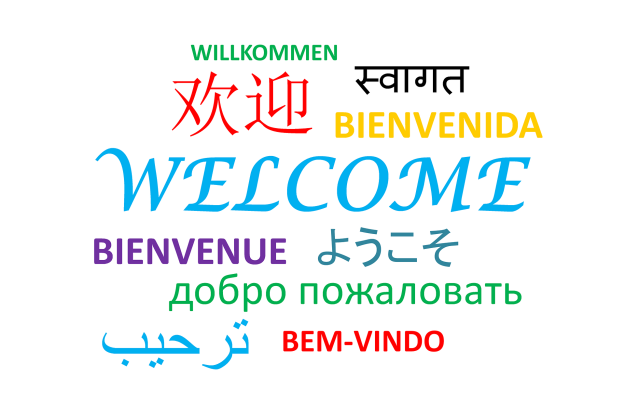 WILLKOMMEN
欢迎
स्वागत
BIENVENIDA
WELCOME
BIENVENUE
ようこそ
добро пожаловать
ترحيب
BEM-VINDO